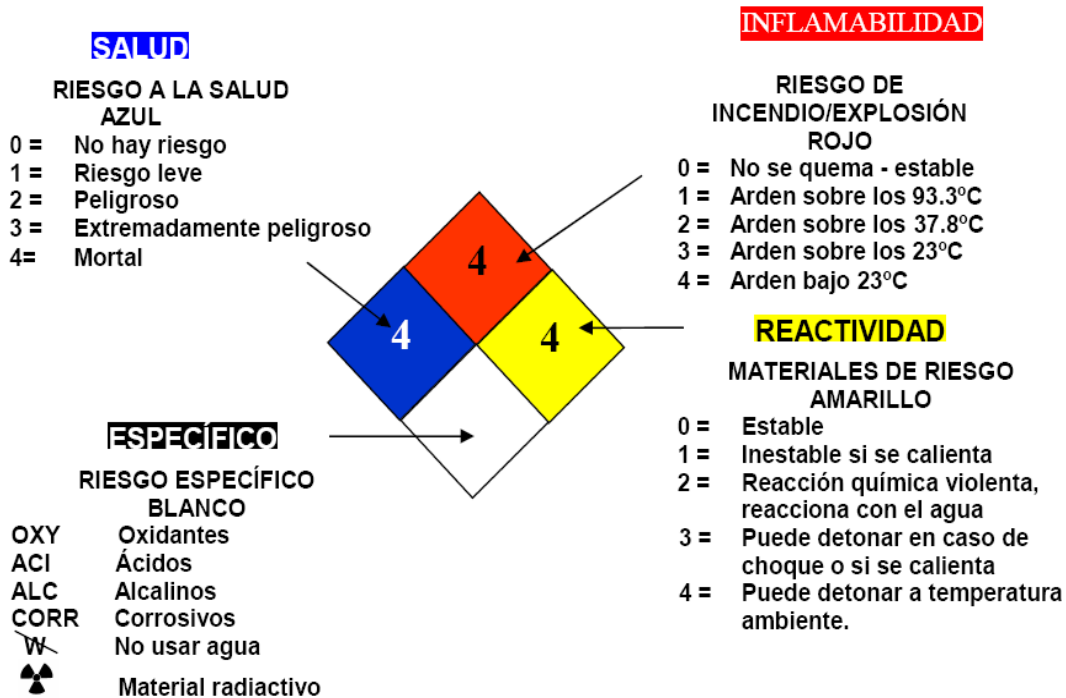 SALUD
RIESGO A LA SALUD
AZUL
0 = No hay riesgo
1 = Riesgo leve
2 = Peligroso
3 = Extremadamente peligroso
4= Mortal
INFLAMABILIDAD
RIESGO DE
INCENDIO/EXPLOSIÓN
ROJO
0 = No se quema - estable
1 = Arden sobre los 93.3ºC
2 = Arden sobre los 37.8ºC
3 = Arden sobre los 23ºC
4 = Arden bajo 23ºC
4
4
4
REACTIVIDAD
MATERIALES DE RIESGO
AMARILLO
0 = Estable
1 = Inestable si se calienta
2 = Reacción química violenta,
reacciona con el agua
3 = Puede detonar en caso de
choque o si se calienta
4 = Puede detonar a temperatura
ambiente.
ESPECÍFICO
RIESGO ESPECÍFICO
BLANCO
OXY Oxidantes
ACI Ácidos
ALC Alcalinos
CORR Corrosivos
W No usar agua
Material radiactivo